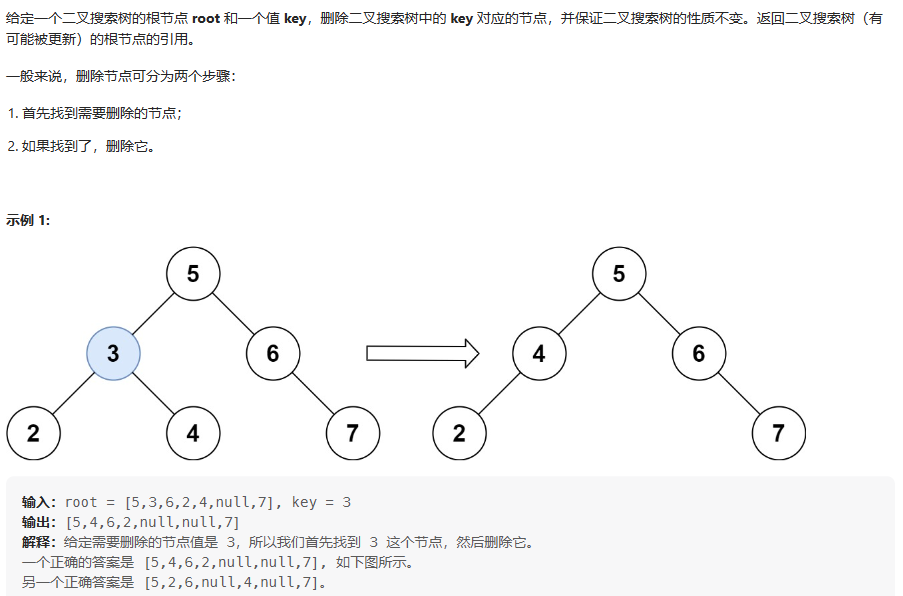 给定一个二叉搜索树的根节点 root 和一个值 key，删除二叉搜索树中的 key 对应的节点，并保证二叉搜索树的性质不变。返回二叉搜索树（有
可能被更新）的根节点的引用。
一般来说，删除节点可分为两个步骤：
1. 首先找到需要删除的节点；
2. 如果找到了，删除它。
示例 1:
5
5
3
6
4
6
2
4
7
2
7
输入：root = [5,3,6,2,4,null,7], key = 3
输出：[5,4,6,2,null,null,7]
解释：给定需要删除的节点值是 3，所以我们首先找到 3 这个节点，然后删除它。
一个正确的答案是 [5,4,6,2,null,null,7], 如下图所示。
另一个正确答案是 [5,2,6,null,4,null,7]。